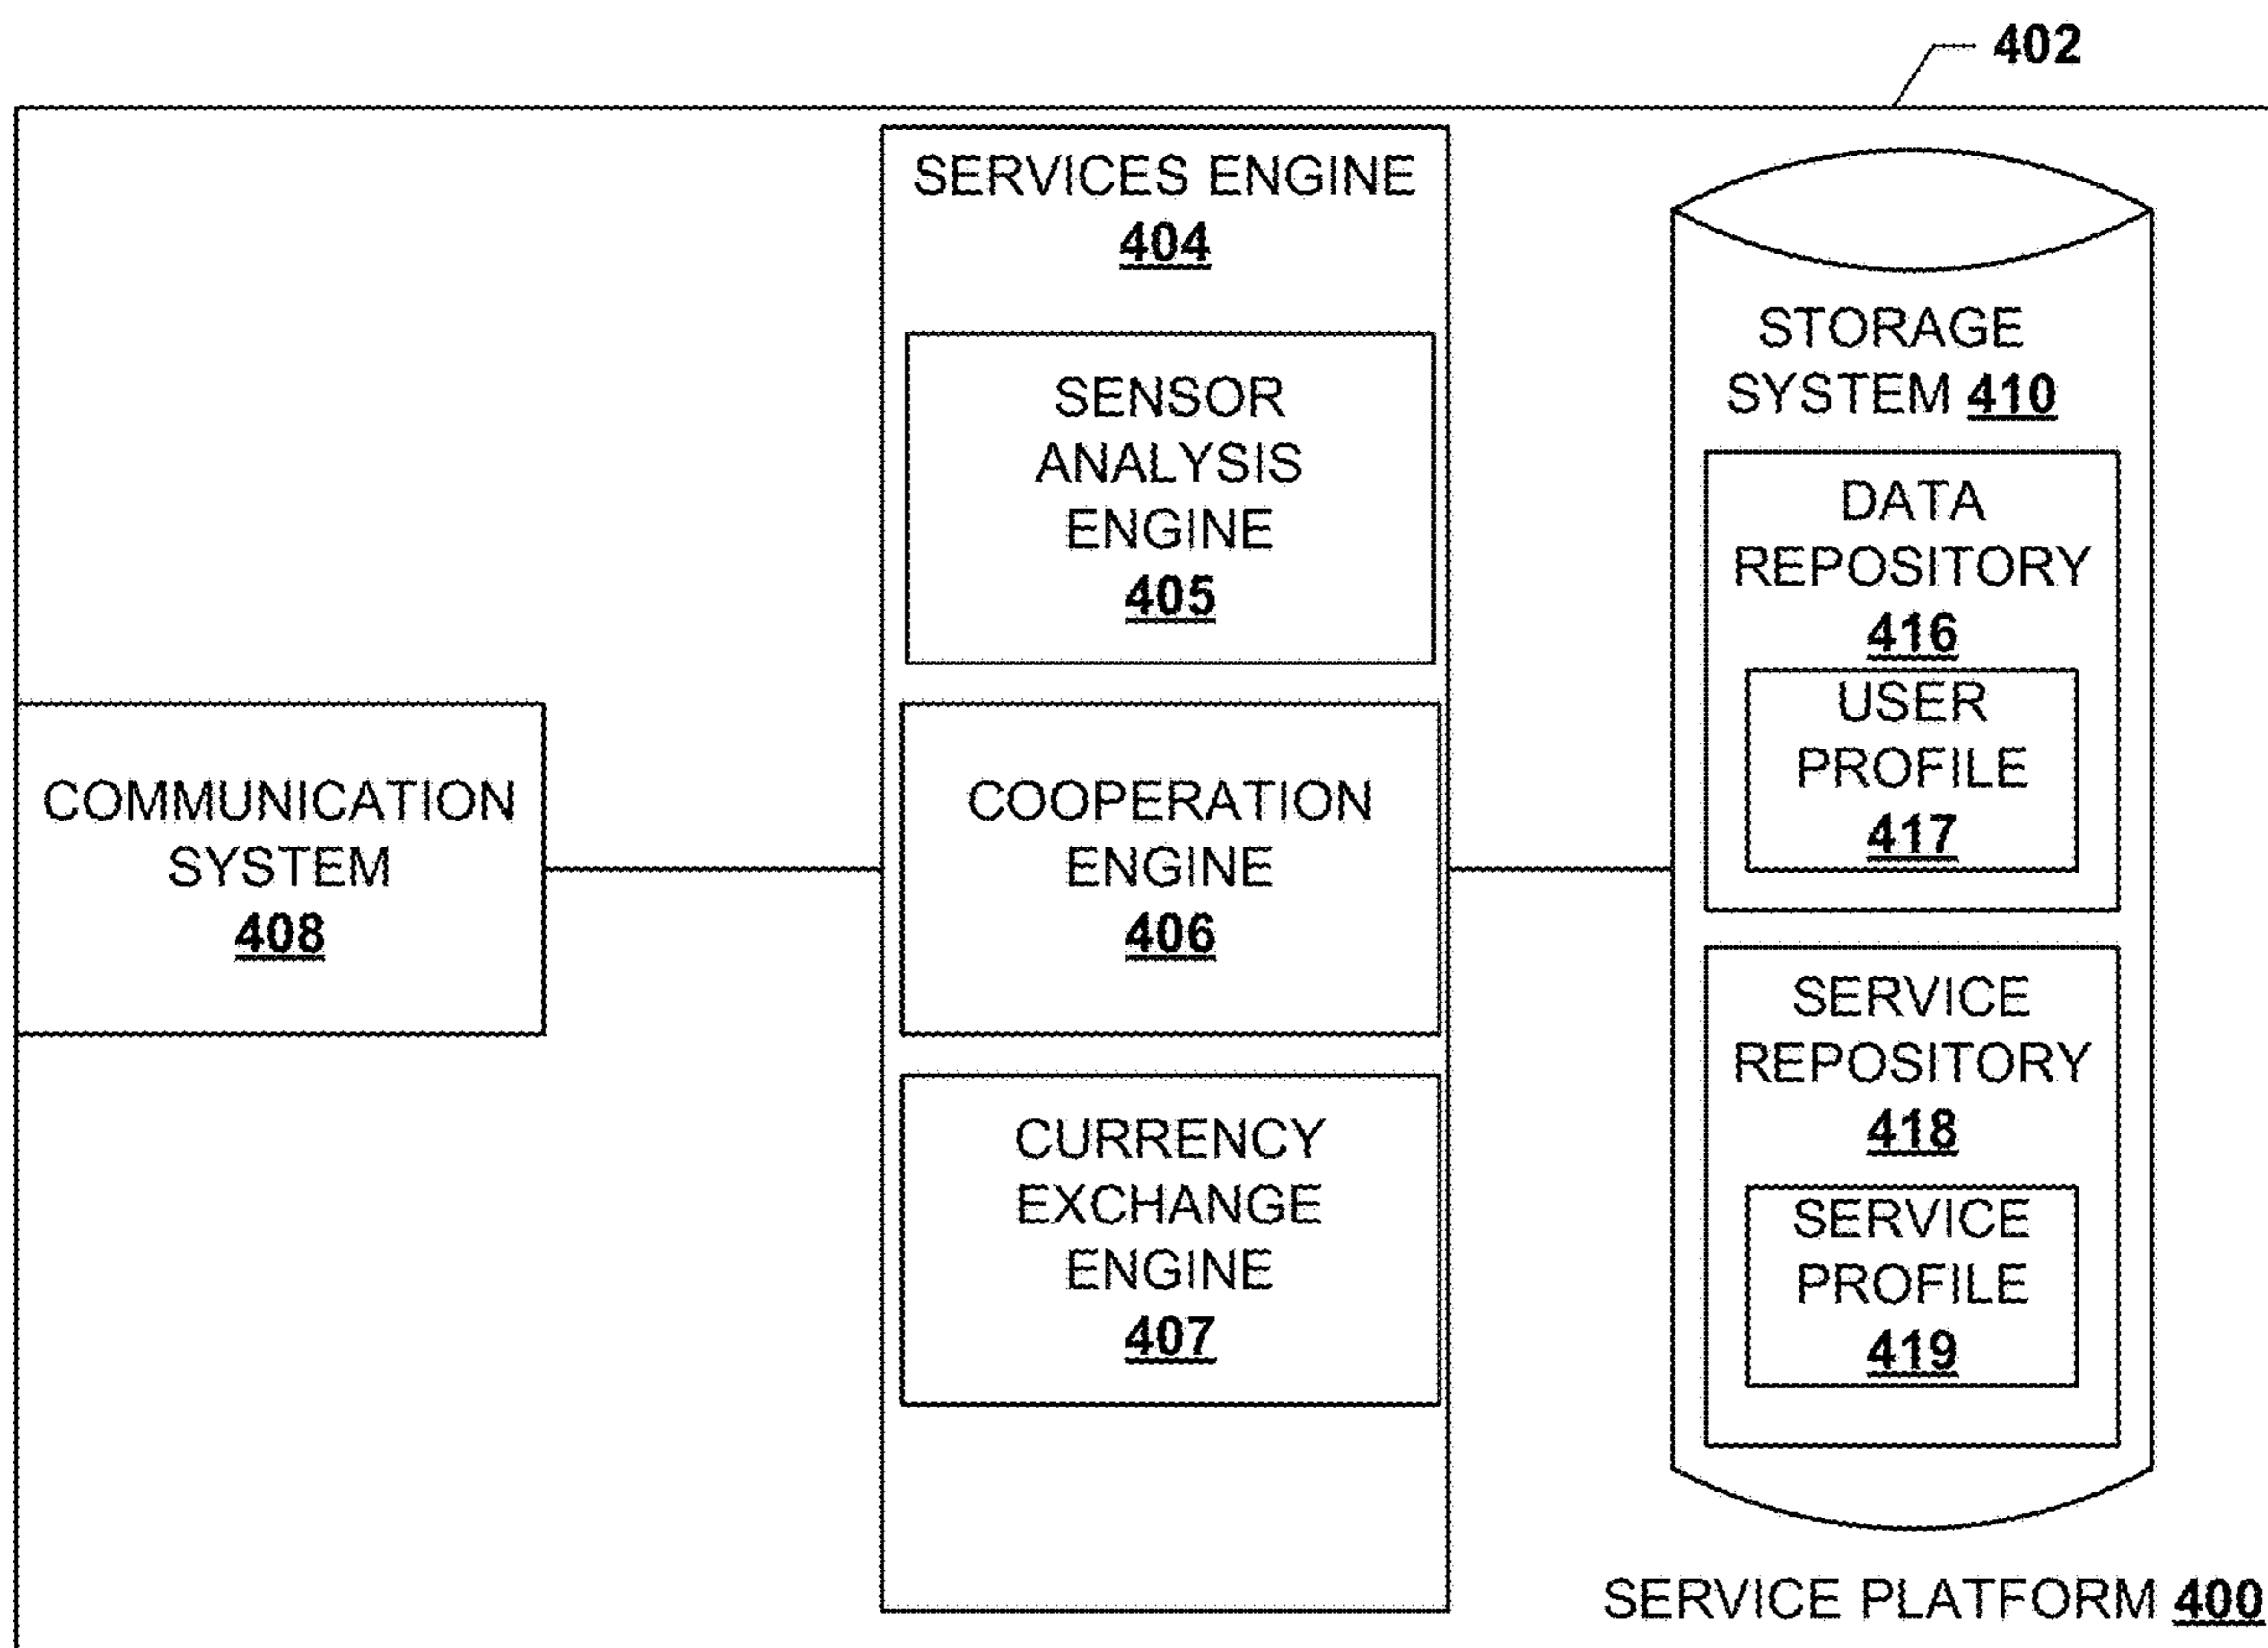 402
SERVICES ENGINE
404
SENSOR
ANALYSIS
ENGINE
405
COOPERATION
ENGINE
406
CURRENCY
EXCHANGE
ENGINE
407
COMMUNICATION
SYSTEM
408
STORAGE
SYSTEM 410
DATA
REPOSITORY
416
USER
PROFILE
417
SERVICE
REPOSITORY
418
SERVICE
PROFILE
419
SERVICE PLATFORM 400